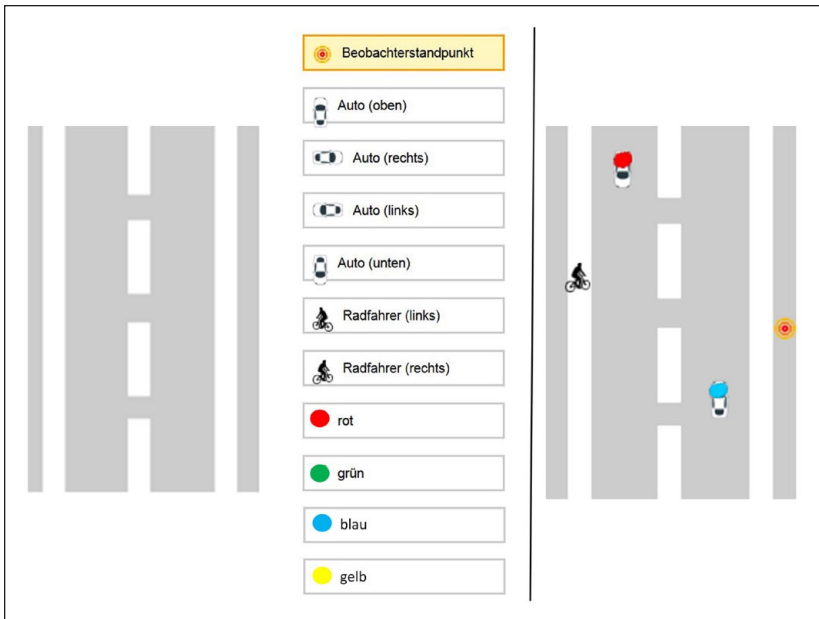 Beobachterstandpunkt
Auto (oben)
Auto (rechts)
Auto (links)
Auto (unten)
Radfahrer (links)
Radfahrer (rechts)
rot
grün
blau
gelb